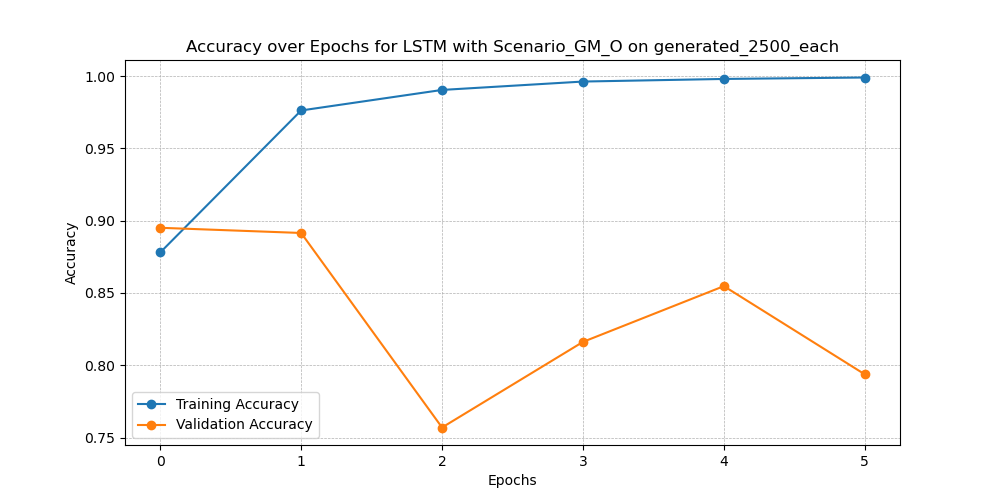 Accuracy over Epochs for LSTM with Scenario_GM_O on generated_2500_each
Accuracy
1.00
0.95
0.90
0.85
0.80
0.75
Training Accuracy
Validation Accuracy
0 1 2 3 4 5
Epochs